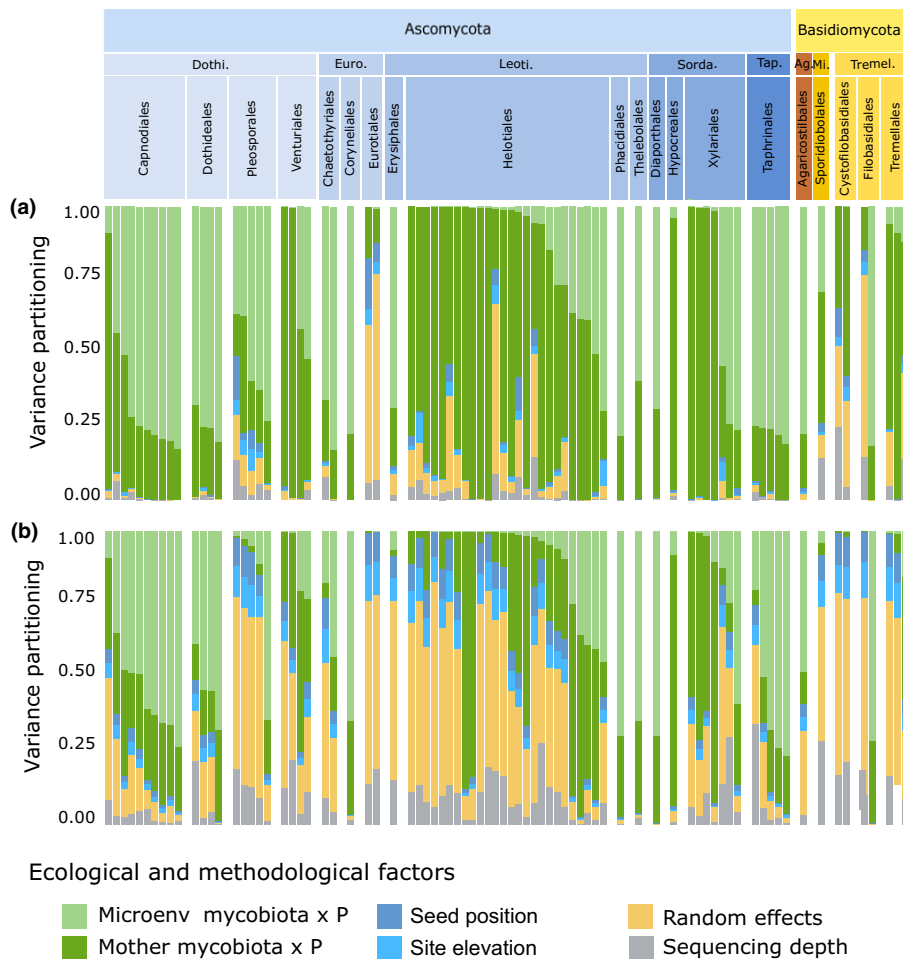 Ascomycota
Basidiomycota
Dothi.
Euro.
Leoti.
Sorda.
Tap.
Ag.
Mi.
Tremel.
Capnodiales
Dothideales
Pleosporales
Venturiales
Chaetothyriales
Coryneliales
Eurotiales
Erysiphales
Helotiales
Phacidiales
Thelebolales
Diaporthales
Hypocreales
Xylariales
Taphrinales
Agaricostilbales
Sporidiobolales
Cystofilobasidiales
Filobasidiales
Tremellales
(a)
Variance partitioning
1.00
0.75
0.50
0.25
0.00
(b)
Variance partitioning
1.00
0.75
0.50
0.25
0.00
Ecological and methodological factors
Microenv mycobiota x P
Seed position
Random effects
Mother mycobiota x P
Site elevation
Sequencing depth